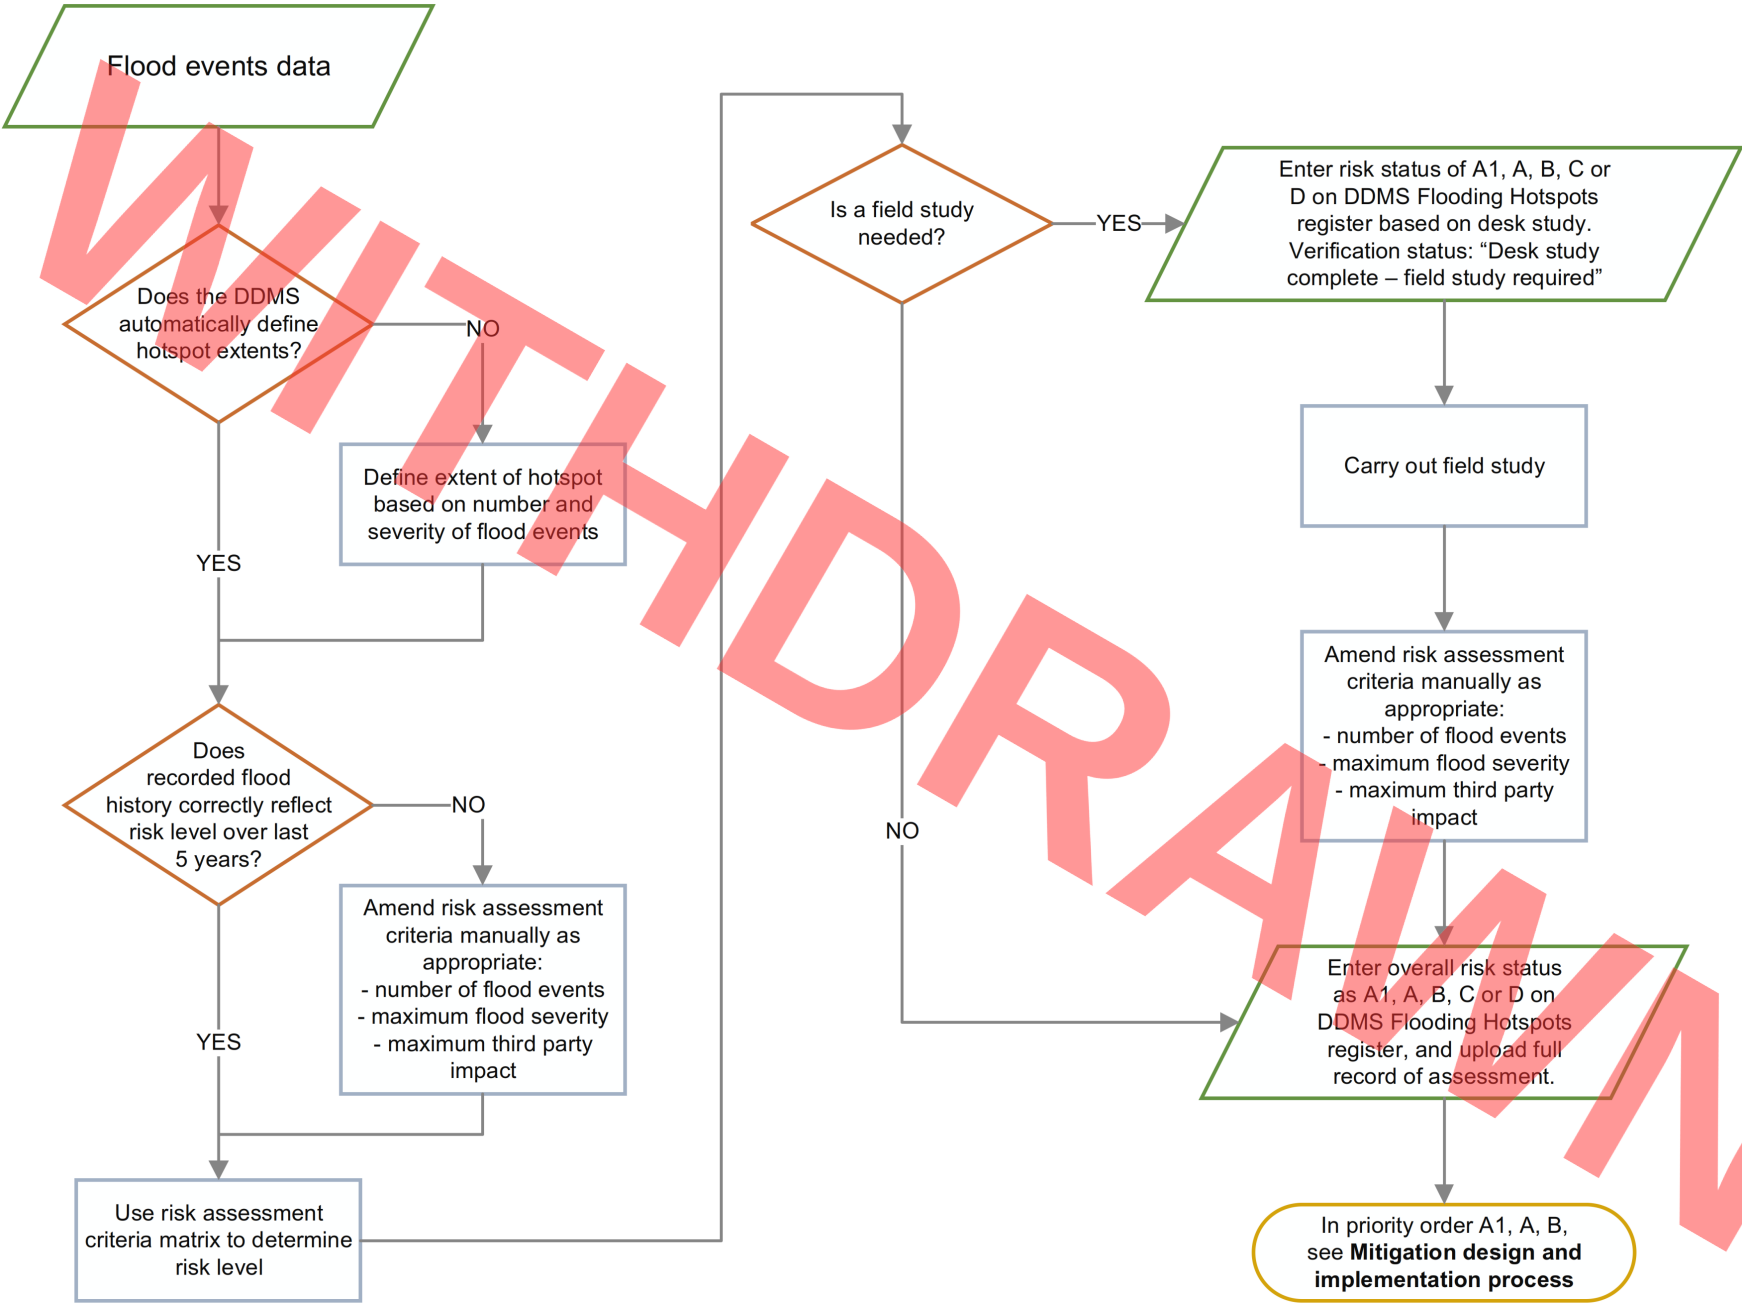 Flood events data
Does the DDMS
automatically define
hotspot extents?
NO
Define extent of hotspot
based on number and
severity of flood events
YES
Does
recorded flood
history correctly reflect
risk level over last
5 years?
NO
Amend risk assessment
criteria manually as
appropriate:
- number of flood events
- maximum flood severity
- maximum third party
impact
YES
Use risk assessment
criteria matrix to determine
risk level
Is a field study
needed?
YES
NO
Enter risk status of A1, A, B, C or
D on DDMS Flooding Hotspots
register based on desk study.
Verification status: “Desk study
complete – field study required”
Carry out field study
Amend risk assessment
criteria manually as
appropriate:
- number of flood events
- maximum flood severity
- maximum third party
impact
Enter overall risk status
as A1, A, B, C or D on
DDMS Flooding Hotspots
register, and upload full
record of assessment.
In priority order A1, A, B,
see Mitigation design and
implementation process
WITHDRAWN